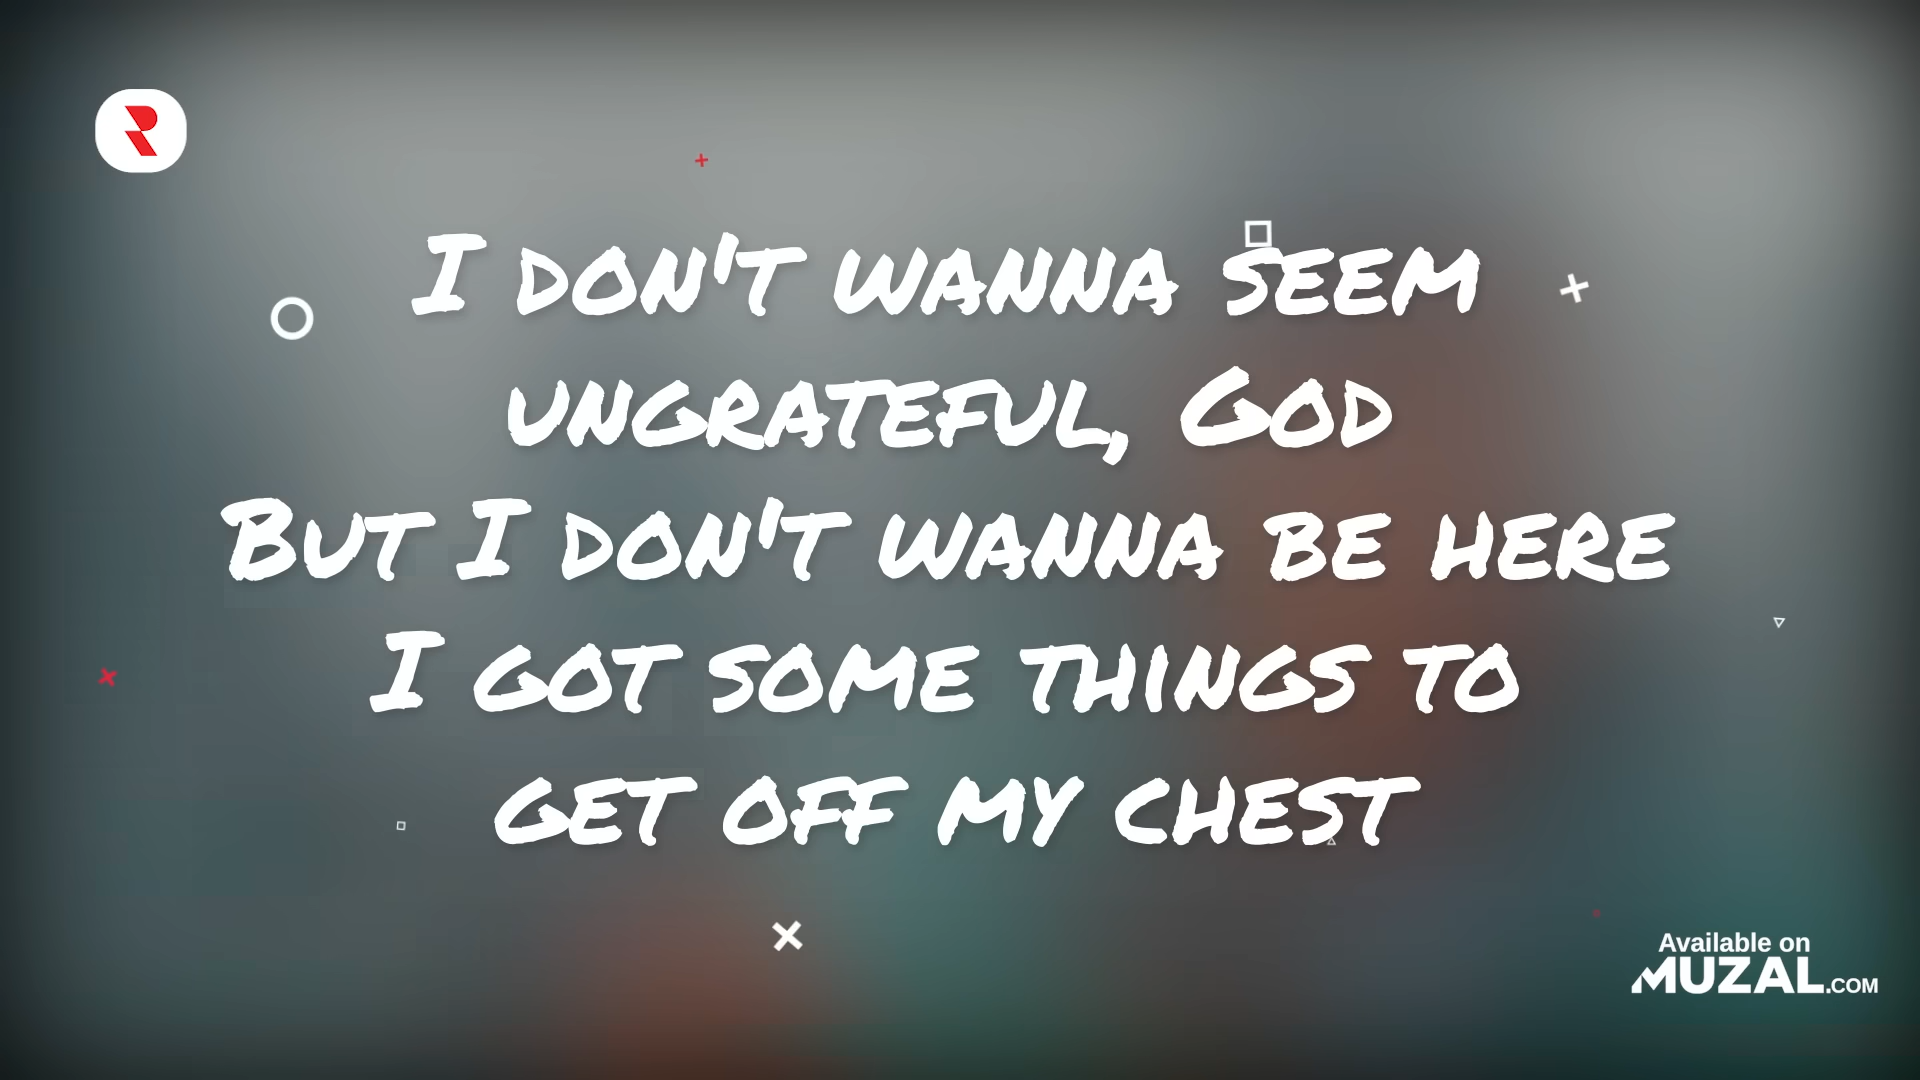 I don't wanna seem
ungrateful, God
But I don't wanna be here
I got some things to
get off my chest
Available on
MUZAL.COM